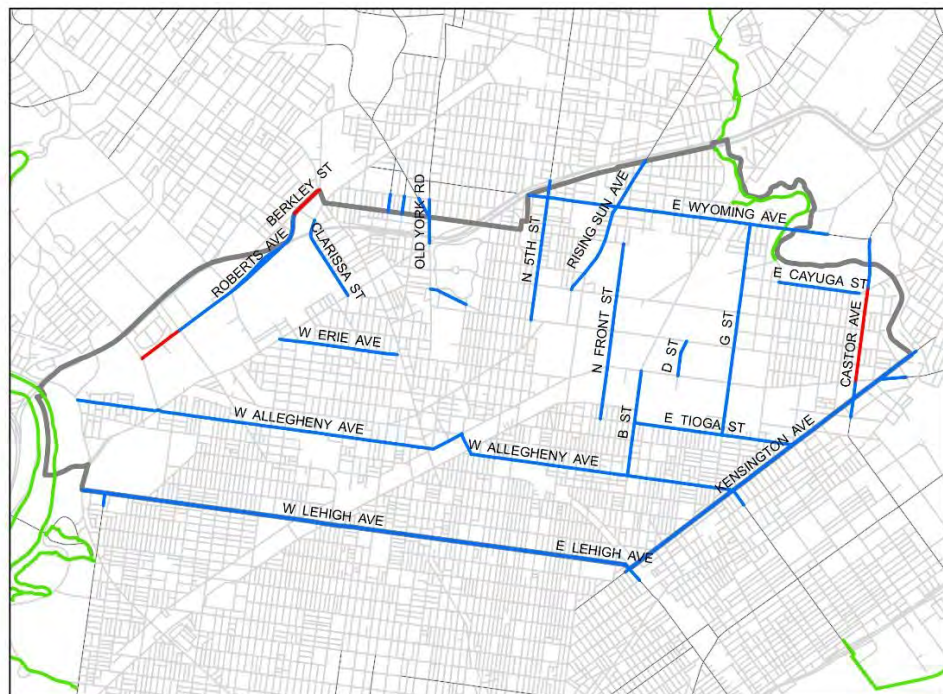 BERKLEY ST
ROBERTS AVE
CLARISSA ST
OLD YORK RD
N 5TH ST
RISING SUN AVE
E WYOMING AVE
E CAYUGA ST
CASTOR AVE
G ST
N FRONT ST
D ST
B ST
W ERIE AVE
E TIOGA ST
W ALLEGHENY AVE
W ALLEGHENY AVE
KENSINGTON AVE
W LEHIGH AVE
E LEHIGH AVE